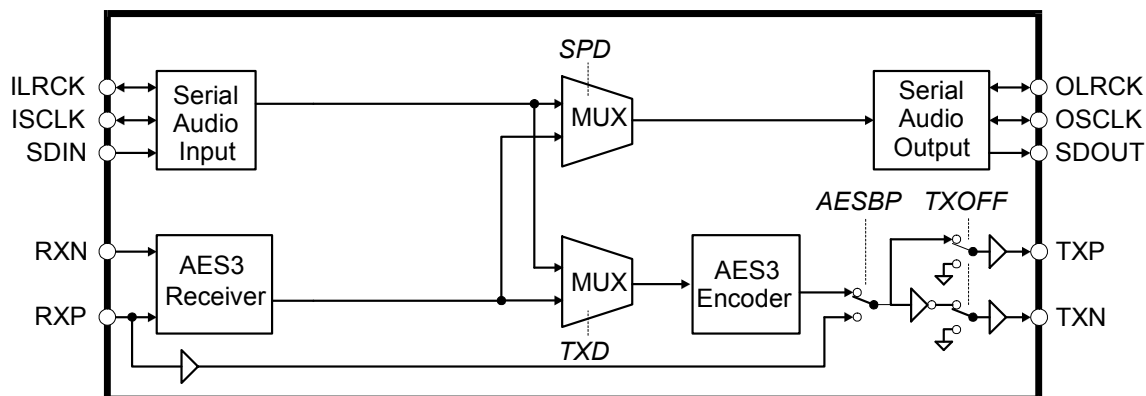 SPD
ILRCK
ISCLK
SDIN
Serial
Audio
Input
MUX
Serial
Audio
Output
OLRCK
OSCLK
SDOUT
AESBP
TXOFF
RXN
RXP
AES3
Receiver
MUX
AES3
Encoder
TXP
TXN
TXD